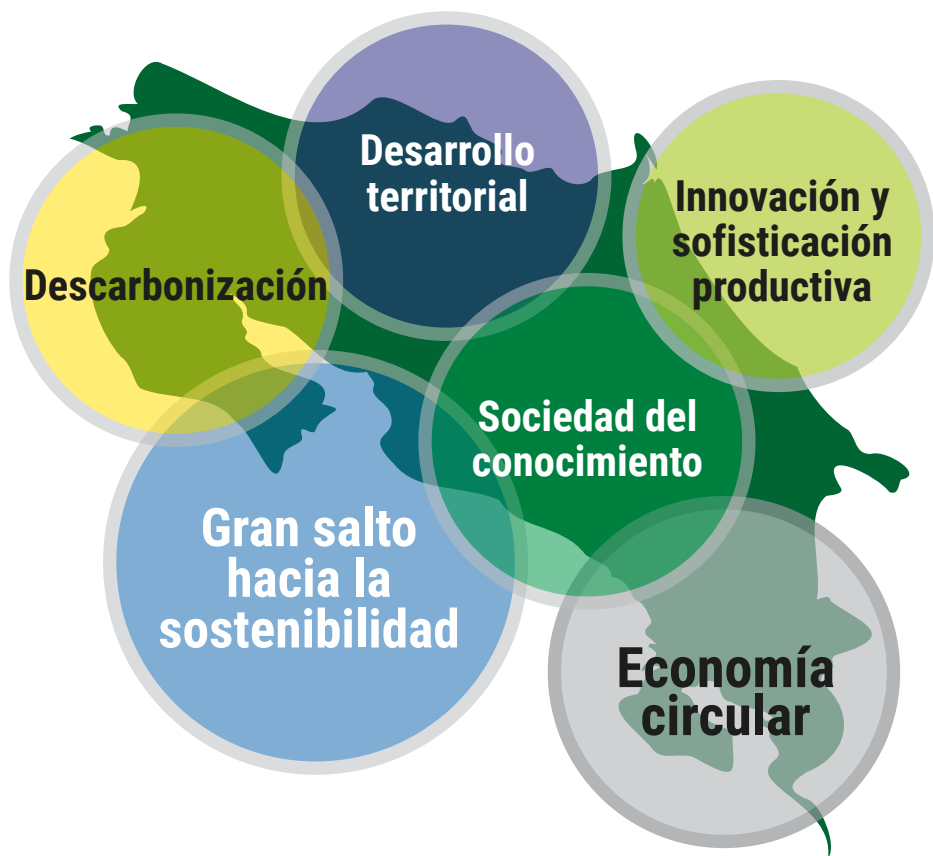 Desarrollo
territorial
Innovación y
sofisticación
productiva
Descarbonización
Sociedad del
conocimiento
Gran salto
hacia la
sostenibilidad
Economía
circular